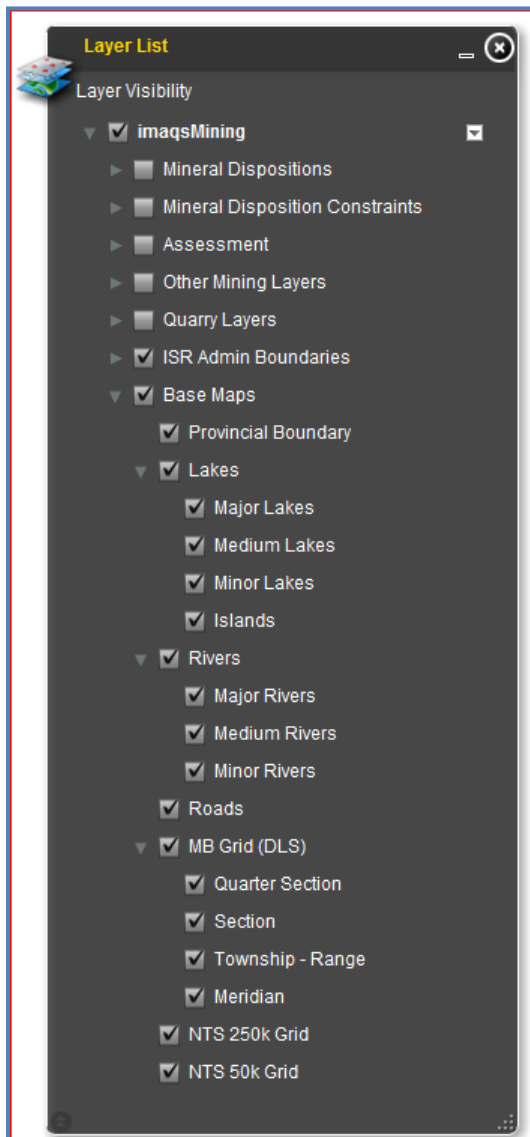 Layer List
Layer Visibility
imaqsMining
Mineral Dispositions
Mineral Disposition Constraints
Assessment
Other Mining Layers
Quarry Layers
ISR Admin Boundaries
Base Maps
Provincial Boundary
Lakes
Major Lakes
Medium Lakes
Minor Lakes
Islands
Rivers
Major Rivers
Medium Rivers
Minor Rivers
Roads
MB Grid (DLS)
Quarter Section
Section
Township - Range
Meridian
NTS 250k Grid
NTS 50k Grid